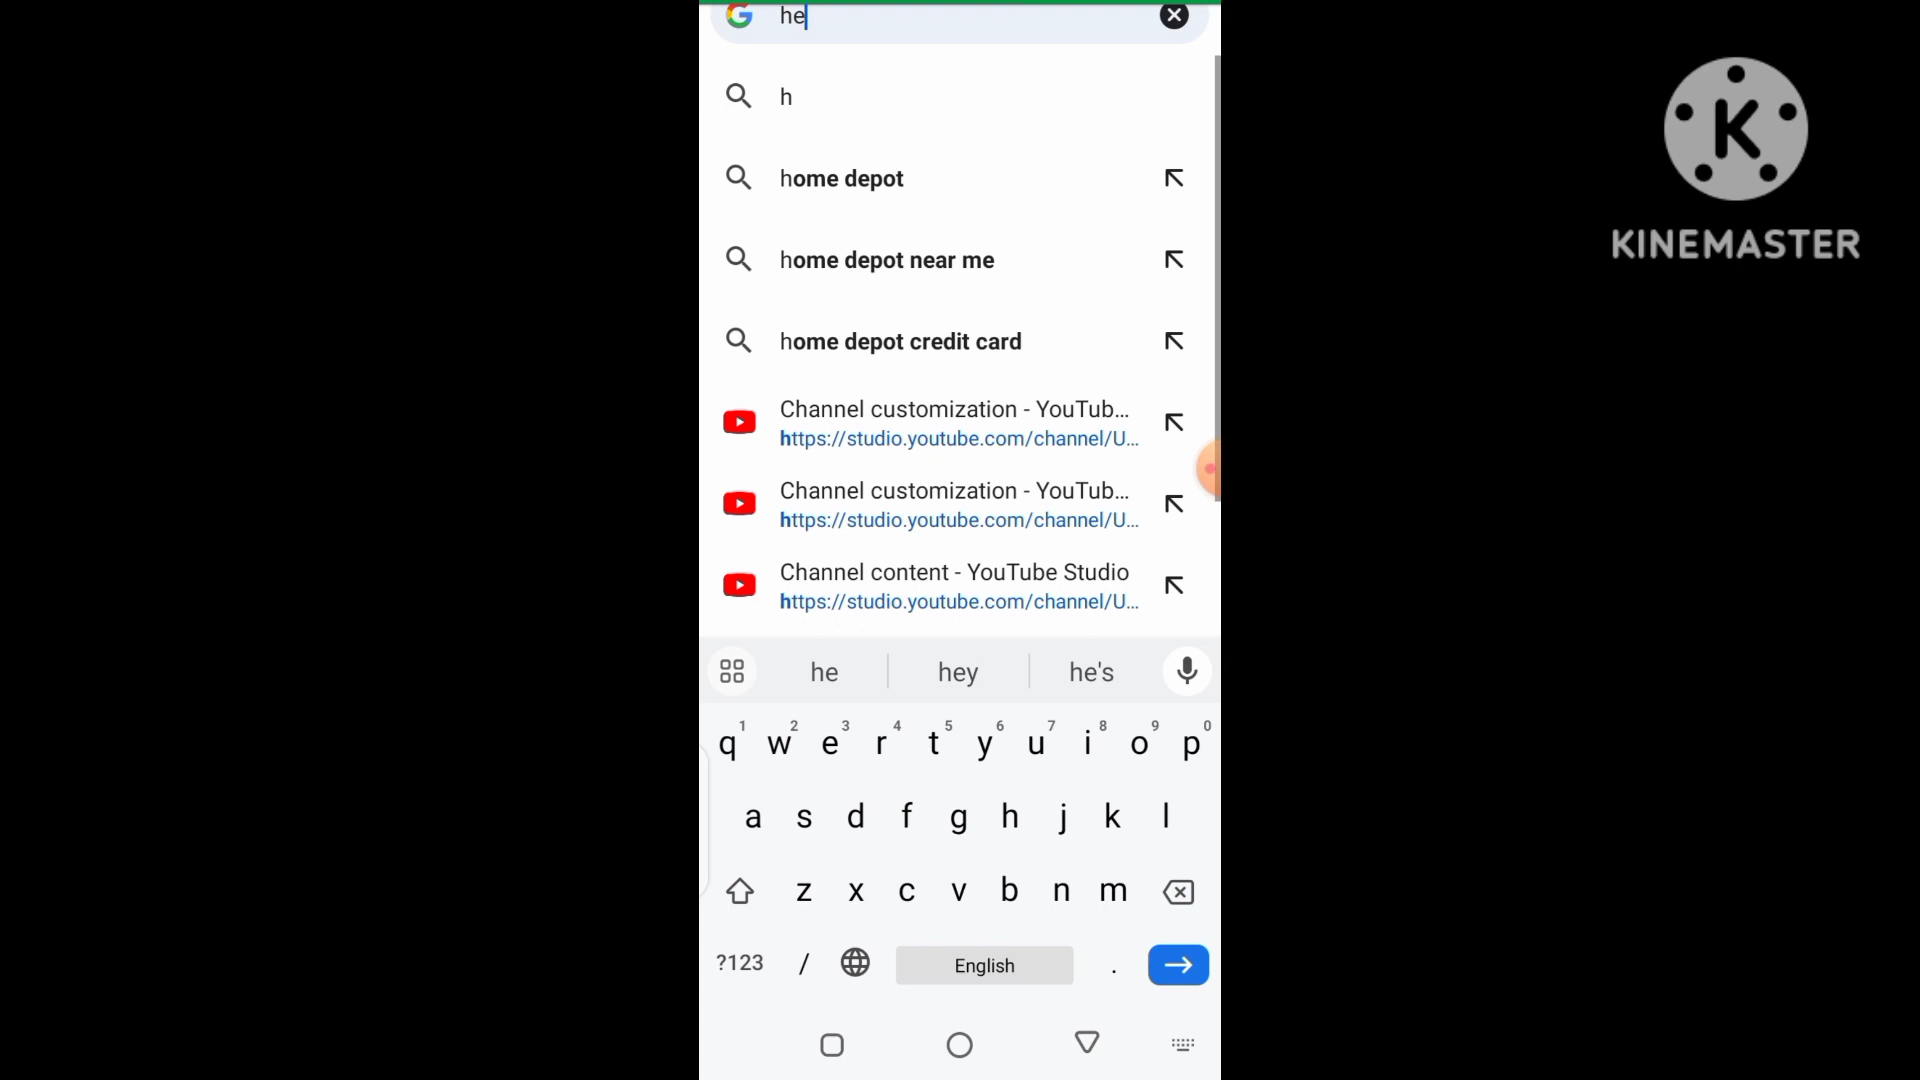 he
h
home depot
home depot near me
home depot credit card
Channel customization - YouTub...
https://studio.youtube.com/channel/U...
Channel customization - YouTub...
https://studio.youtube.com/channel/U...
Channel content - YouTube Studio
https://studio.youtube.com/channel/U...
he hey he's
1 2 3 4 5 6 7 8 9 0
q w e r t y u i o p
a s d f g h j k l
z x c v b n m
?123 / English .
K
KINEMASTER